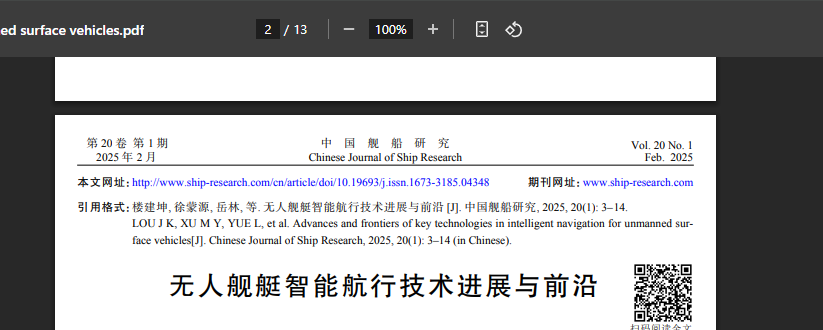 ed surface vehicles.pdf
2 / 13
100%
第 20 卷 第 1 期
中 国 舰 船 研 究
Vol. 20 No. 1
2025 年 2 月
Chinese Journal of Ship Research
Feb. 2025
本文网址: http://www.ship-research.com/cn/article/doi/10.19693/j.issn.1673-3185.04348
期刊网址: www.ship-research.com
引用格式: 楼建坤, 徐蒙源, 岳林, 等. 无人舰艇智能航行技术进展与前沿 [J]. 中国舰船研究, 2025, 20(1): 3–14.
LOU J K, XU M Y, YUE L, et al. Advances and frontiers of key technologies in intelligent navigation for unmanned sur-
face vehicles[J]. Chinese Journal of Ship Research, 2025, 20(1): 3–14 (in Chinese).
无人舰艇智能航行技术进展与前沿
扫码阅读全文